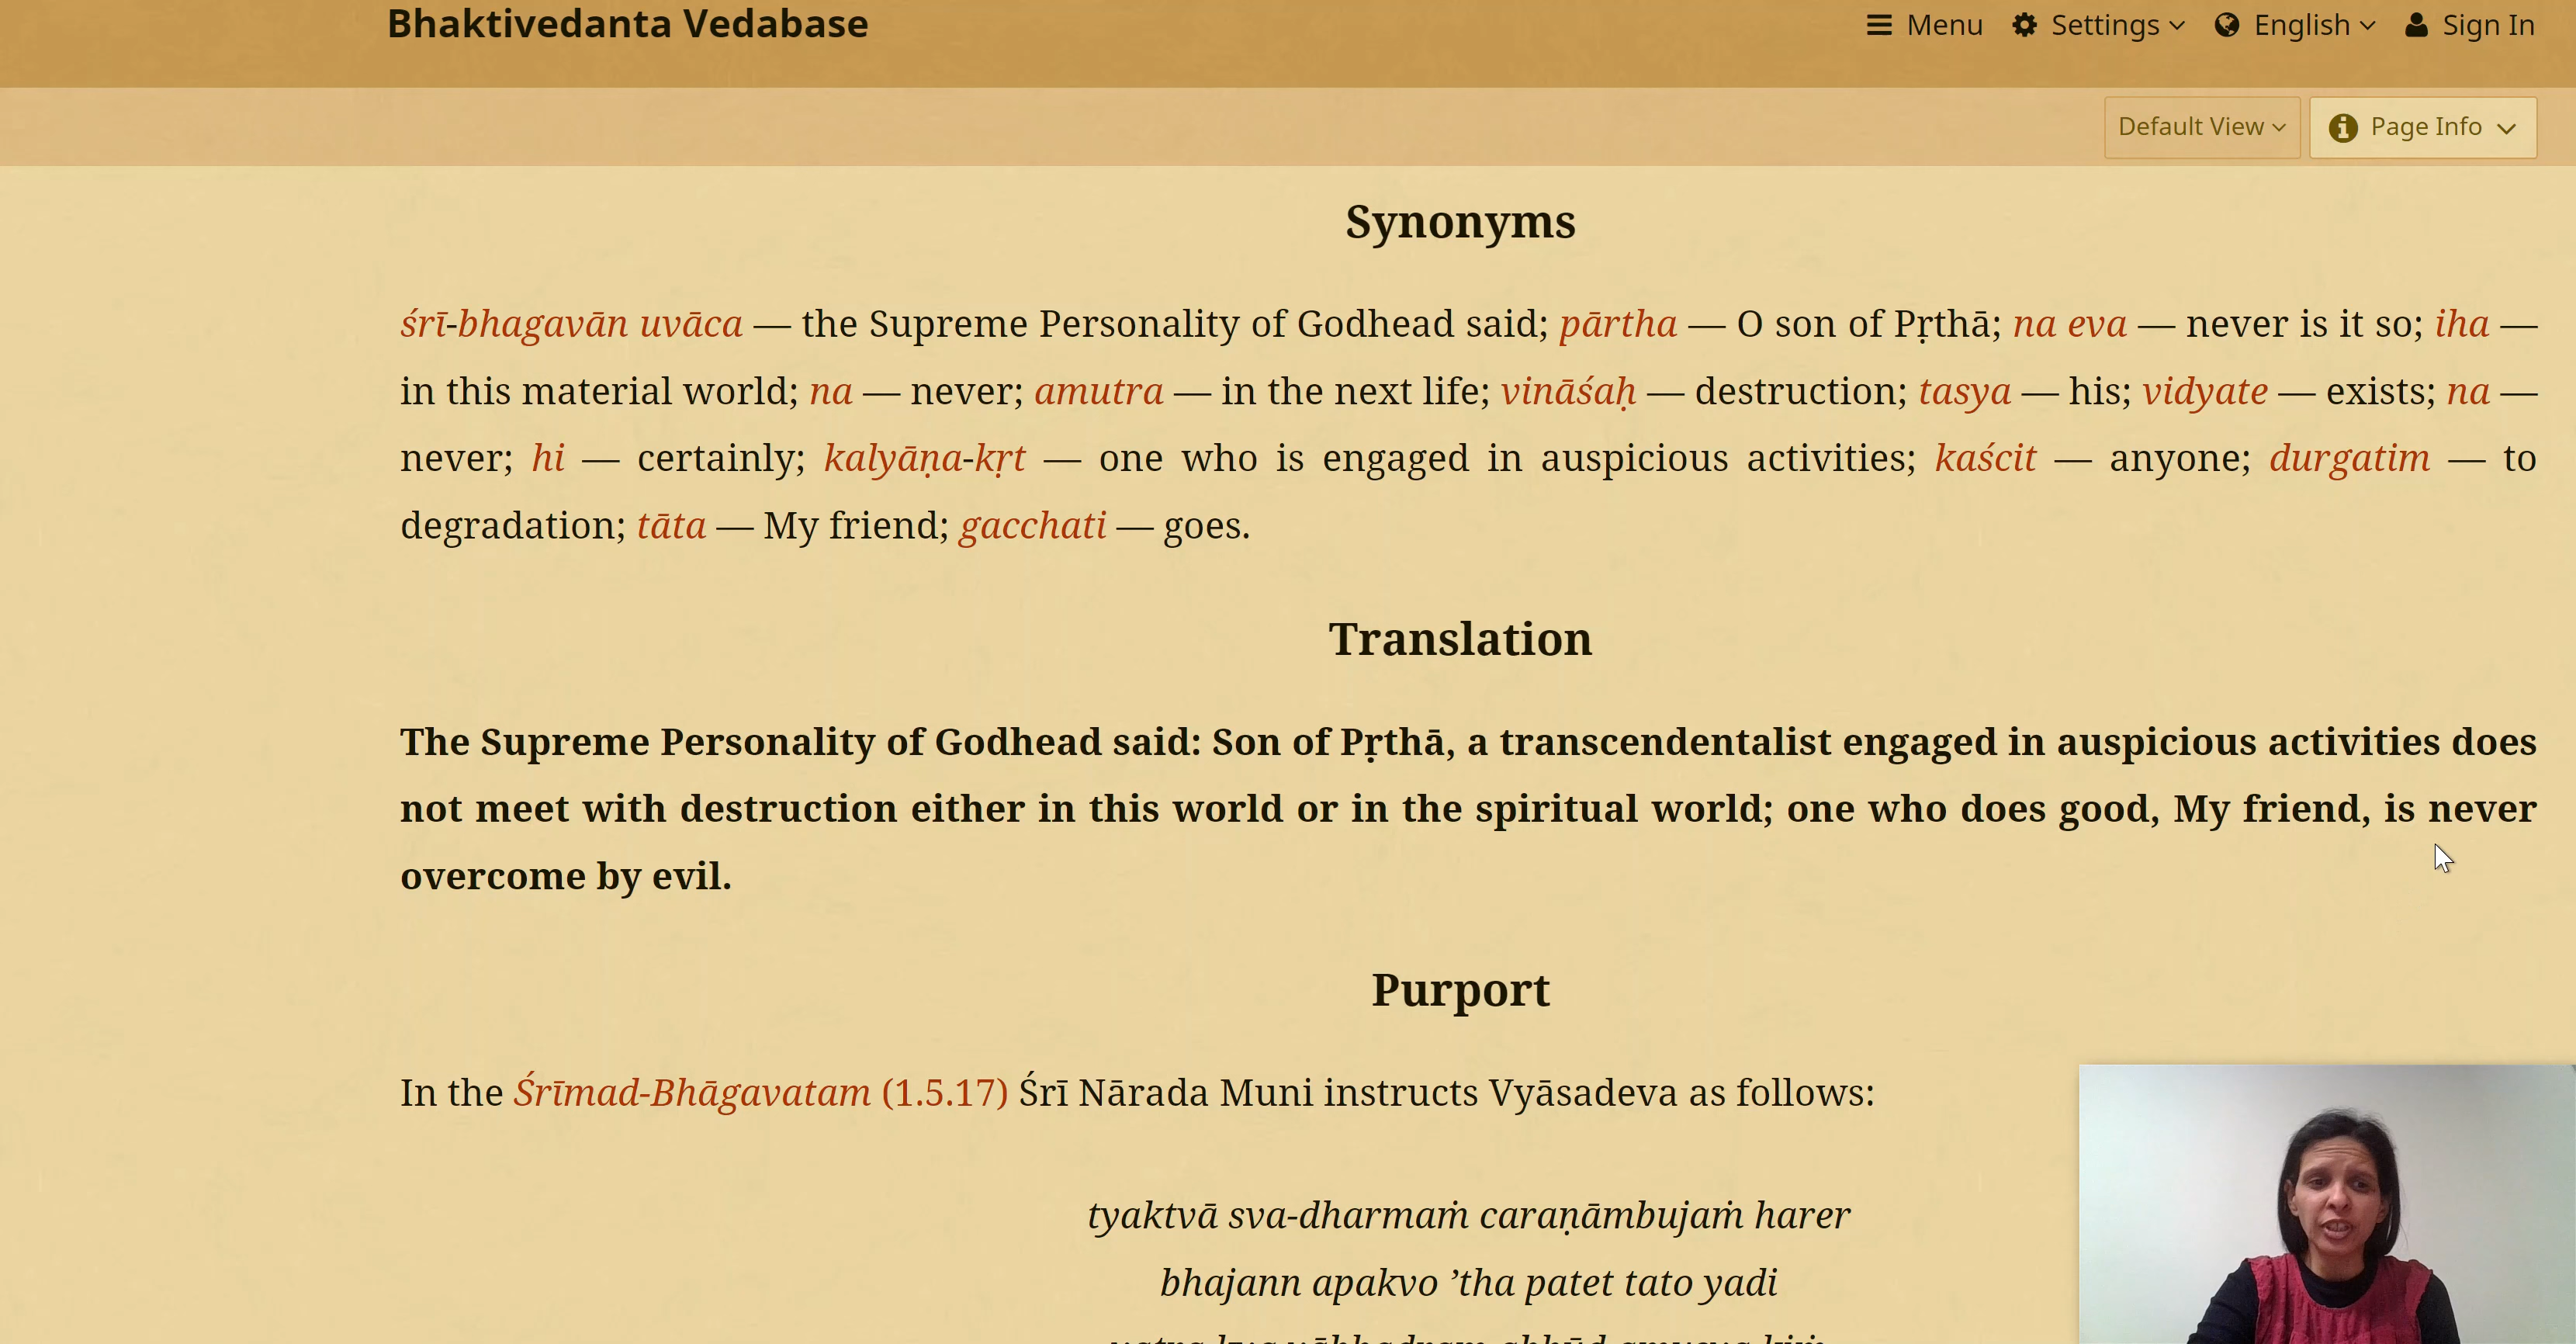 Bhaktivedanta Vedabase
Menu Settings English Sign In
Default View Page Info
Synonyms
śrī-bhagavān uvāca — the Supreme Personality of Godhead said; pārtha — O son of Pṛthā; na eva — never is it so; iha —
in this material world; na — never; amutra — in the next life; vināśaḥ — destruction; tasya — his; vidyate — exists; na —
never; hi — certainly; kalyāṇa-kṛt — one who is engaged in auspicious activities; kaścit — anyone; durgatim — to
degradation; tāta — My friend; gacchati — goes.
Translation
The Supreme Personality of Godhead said: Son of Pṛthā, a transcendentalist engaged in auspicious activities does
not meet with destruction either in this world or in the spiritual world; one who does good, My friend, is never
overcome by evil.
Purport
In the Śrīmad-Bhāgavatam (1.5.17) Śrī Nārada Muni instructs Vyāsadeva as follows:
tyaktvā sva-dharmaṁ caraṇāmbujaṁ harer
bhajann apakvo ’tha patet tato yadi